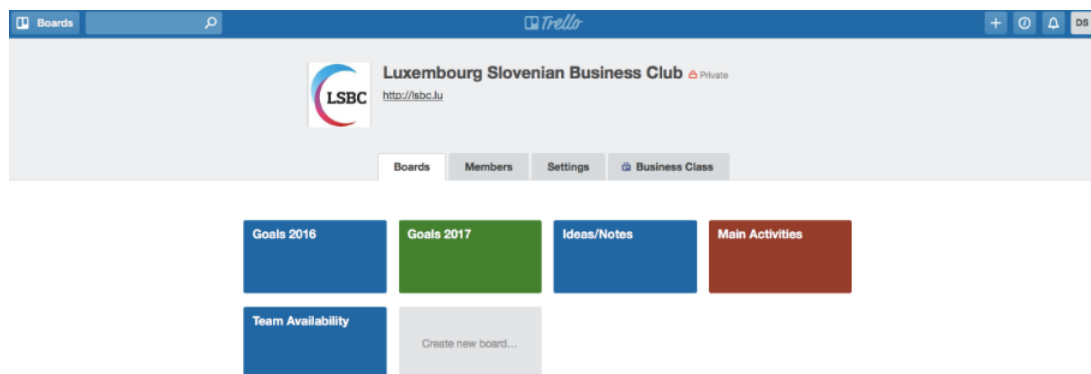 Boards
Trello
DS
Luxembourg Slovenian Business Club Private
LSBC
http://lsbc.lu
Boards Members Settings Business Class
Goals 2016 Goals 2017 Ideas/Notes Main Activities
Team Availability Create new board...